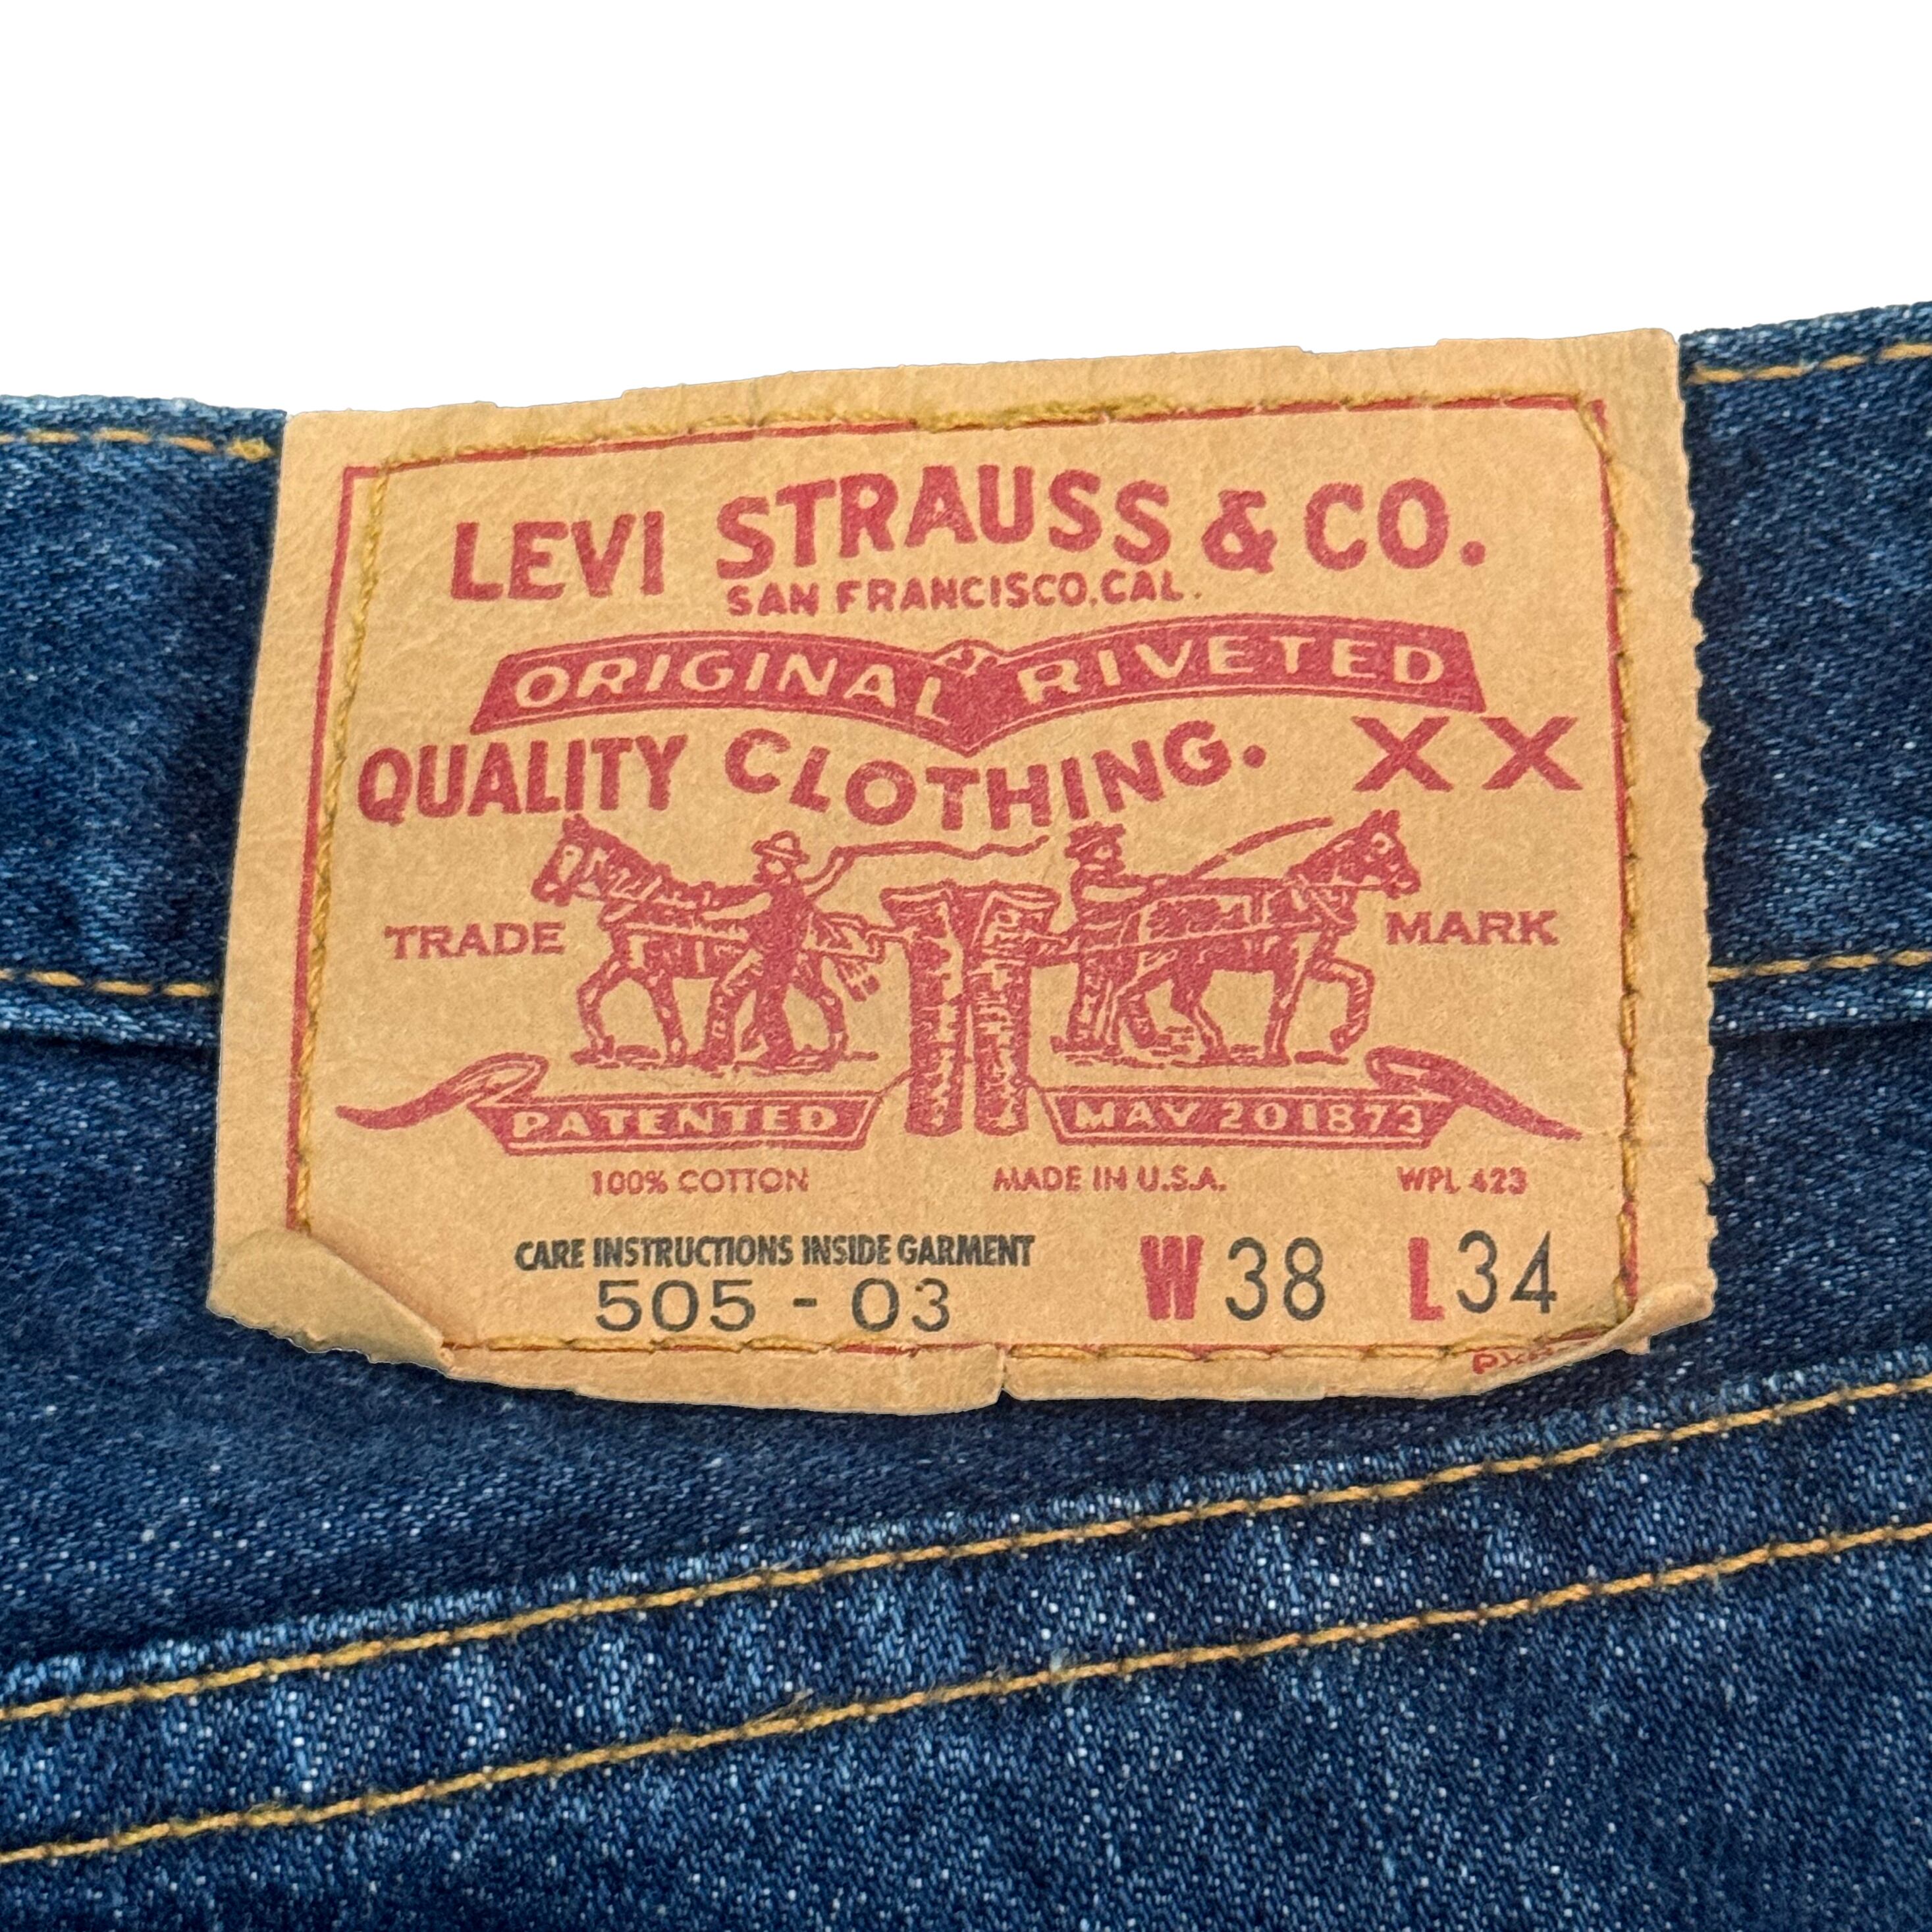 LEVI STRAUSS & CO.
SAN FRANCISCO, CAL.
ORIGINAL RIVETED
QUALITY CLOTHING. XX
TRADE MARK
PATENTED MAY 20 1873
100% COTTON MADE IN U.S.A. WPL 423
CARE INSTRUCTIONS INSIDE GARMENT
505 - 03 W 38 L 34